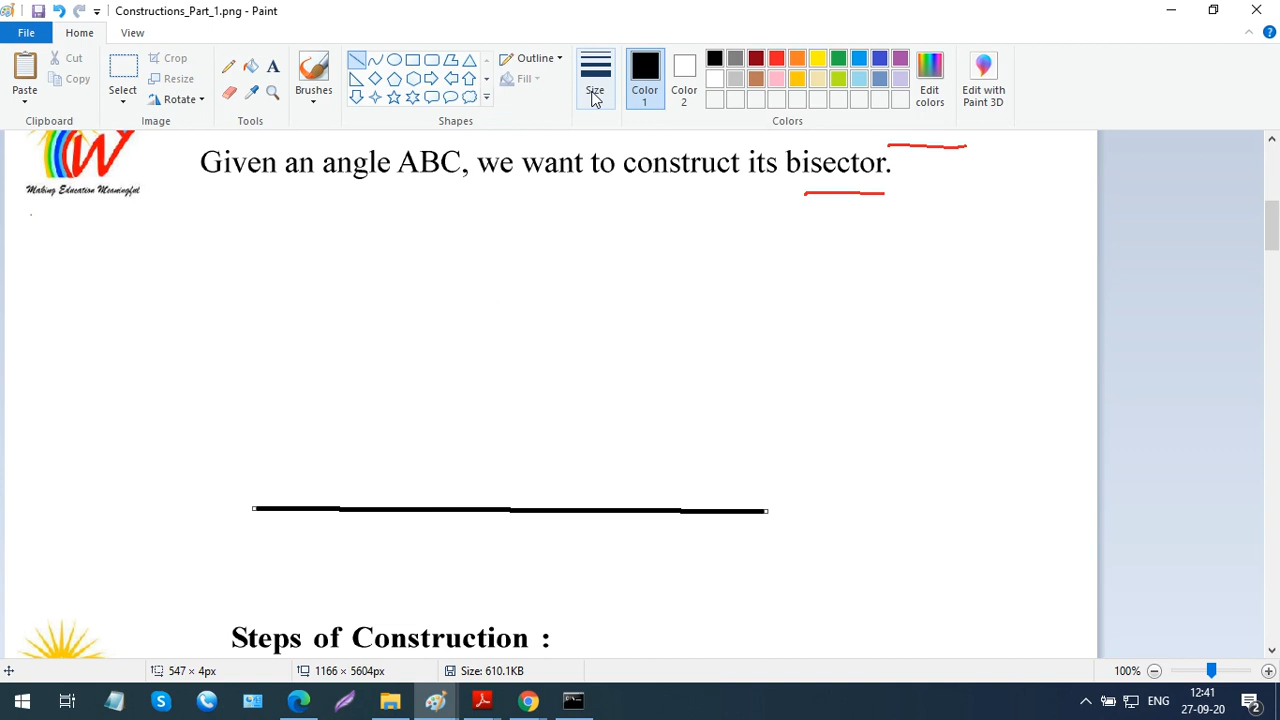 Constructions_Part_1.png - Paint
File Home View
Paste
Cut
Copy
Clipboard
Select
Crop
Resize
Rotate
Image
A
Tools
Brushes
Outline
Fill
Shapes
Size
Color 1
Color 2
Edit colors
Edit with Paint 3D
Colors
W
Making Education Meaningful
Given an angle ABC, we want to construct its bisector.
Steps of Construction :
547 × 4px
1166 × 5604px
Size: 610.1KB
100%
ENG
12:41
27-09-20
2